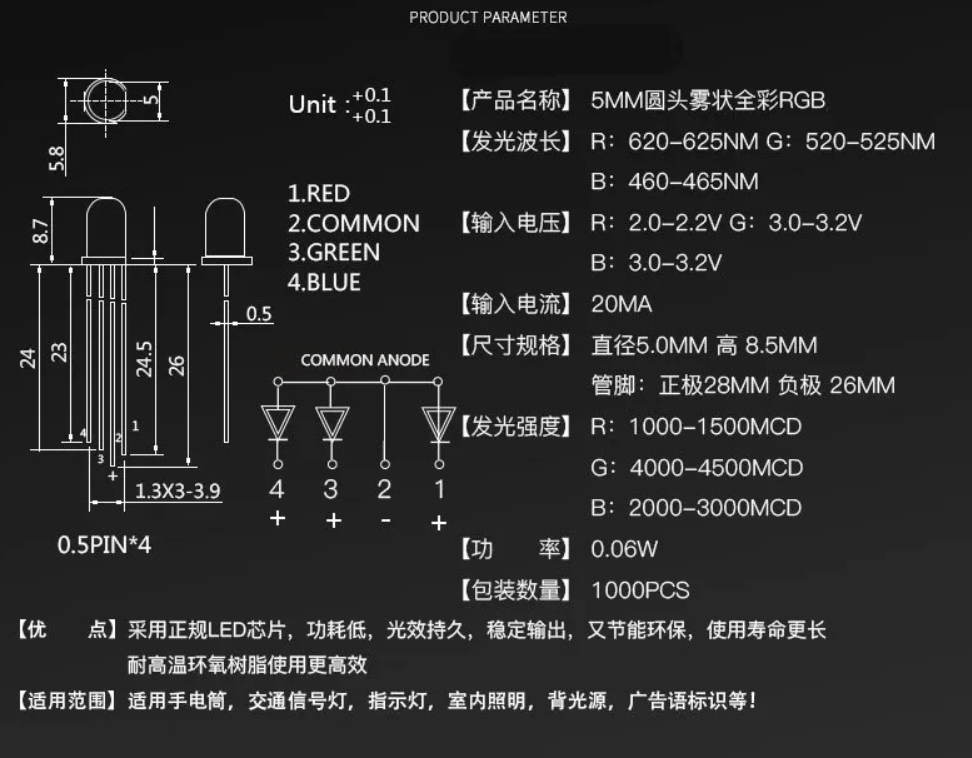 PRODUCT PARAMETER
5
5.8
Unit :+0.1
+0.1
8.7
1.RED
2.COMMON
3.GREEN
4.BLUE
0.5
24
23
24.5
26
4
3
2
1
+
1.3X3-3.9
0.5PIN*4
COMMON ANODE
4 3 2 1
+ + - +
【产品名称】 5MM圆头雾状全彩RGB
【发光波长】 R: 620-625NM G: 520-525NM
B: 460-465NM
【输入电压】 R: 2.0-2.2V G: 3.0-3.2V
B: 3.0-3.2V
【输入电流】 20MA
【尺寸规格】 直径5.0MM 高 8.5MM
管脚: 正极28MM 负极 26MM
【发光强度】 R: 1000-1500MCD
G: 4000-4500MCD
B: 2000-3000MCD
【功 率】 0.06W
【包装数量】 1000PCS
【优 点】采用正规LED芯片，功耗低，光效持久，稳定输出，又节能环保，使用寿命更长
耐高温环氧树脂使用更高效
【适用范围】适用手电筒，交通信号灯，指示灯，室内照明，背光源，广告语标识等！